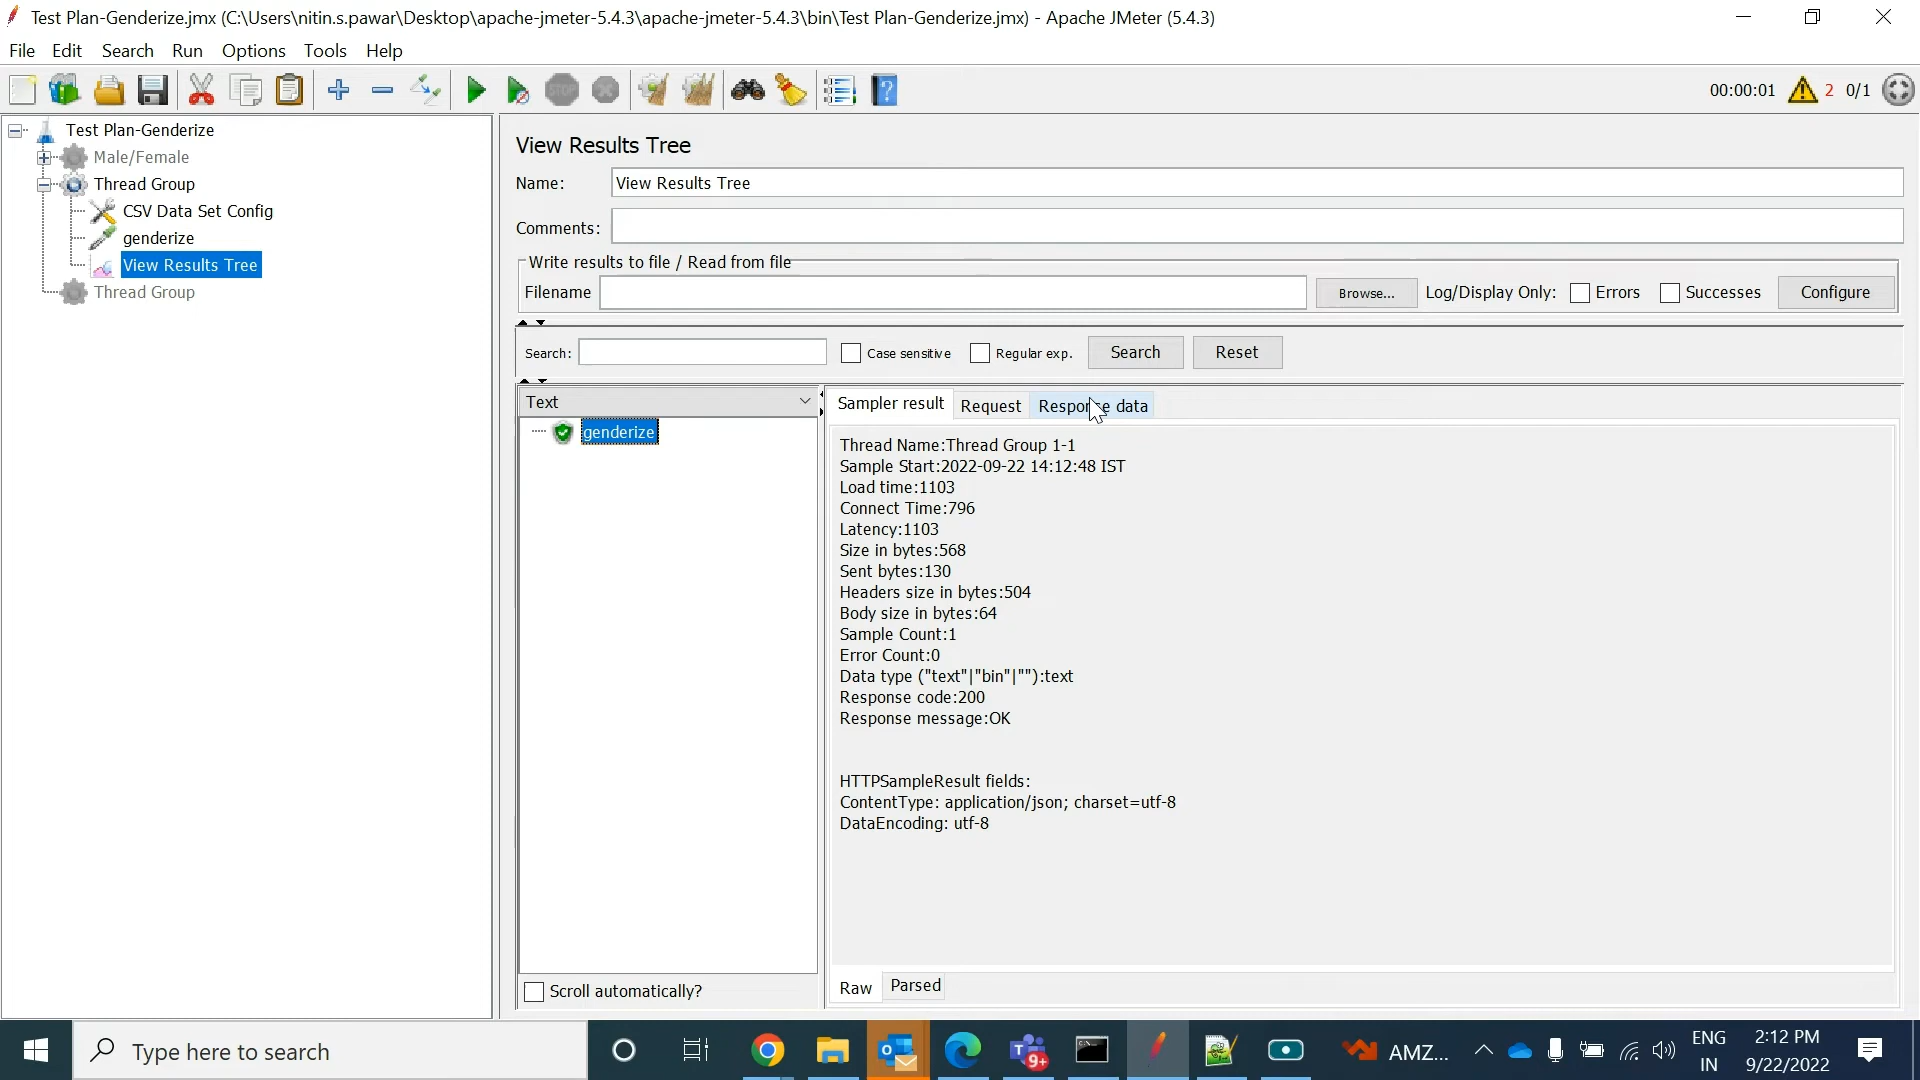 Test Plan-Genderize.jmx (C:\Users\nitin.s.pawar\Desktop\apache-jmeter-5.4.3\apache-jmeter-5.4.3\bin\Test Plan-Genderize.jmx) - Apache JMeter (5.4.3)
File Edit Search Run Options Tools Help
STOP
00:00:01 2 0/1
Test Plan-Genderize
Male/Female
Thread Group
CSV Data Set Config
genderize
View Results Tree
Thread Group
View Results Tree
Name: View Results Tree
Comments:
Write results to file / Read from file
Filename Browse... Log/Display Only: Errors Successes Configure
Search: Case sensitive Regular exp. Search Reset
Text
genderize
Scroll automatically?
Sampler result Request Response data
Thread Name:Thread Group 1-1
Sample Start:2022-09-22 14:12:48 IST
Load time:1103
Connect Time:796
Latency:1103
Size in bytes:568
Sent bytes:130
Headers size in bytes:504
Body size in bytes:64
Sample Count:1
Error Count:0
Data type ("text"|"bin"|""):text
Response code:200
Response message:OK
HTTPSampleResult fields:
ContentType: application/json; charset=utf-8
DataEncoding: utf-8
Raw Parsed
Type here to search
9+
AMZ...
ENG
IN
2:12 PM
9/22/2022